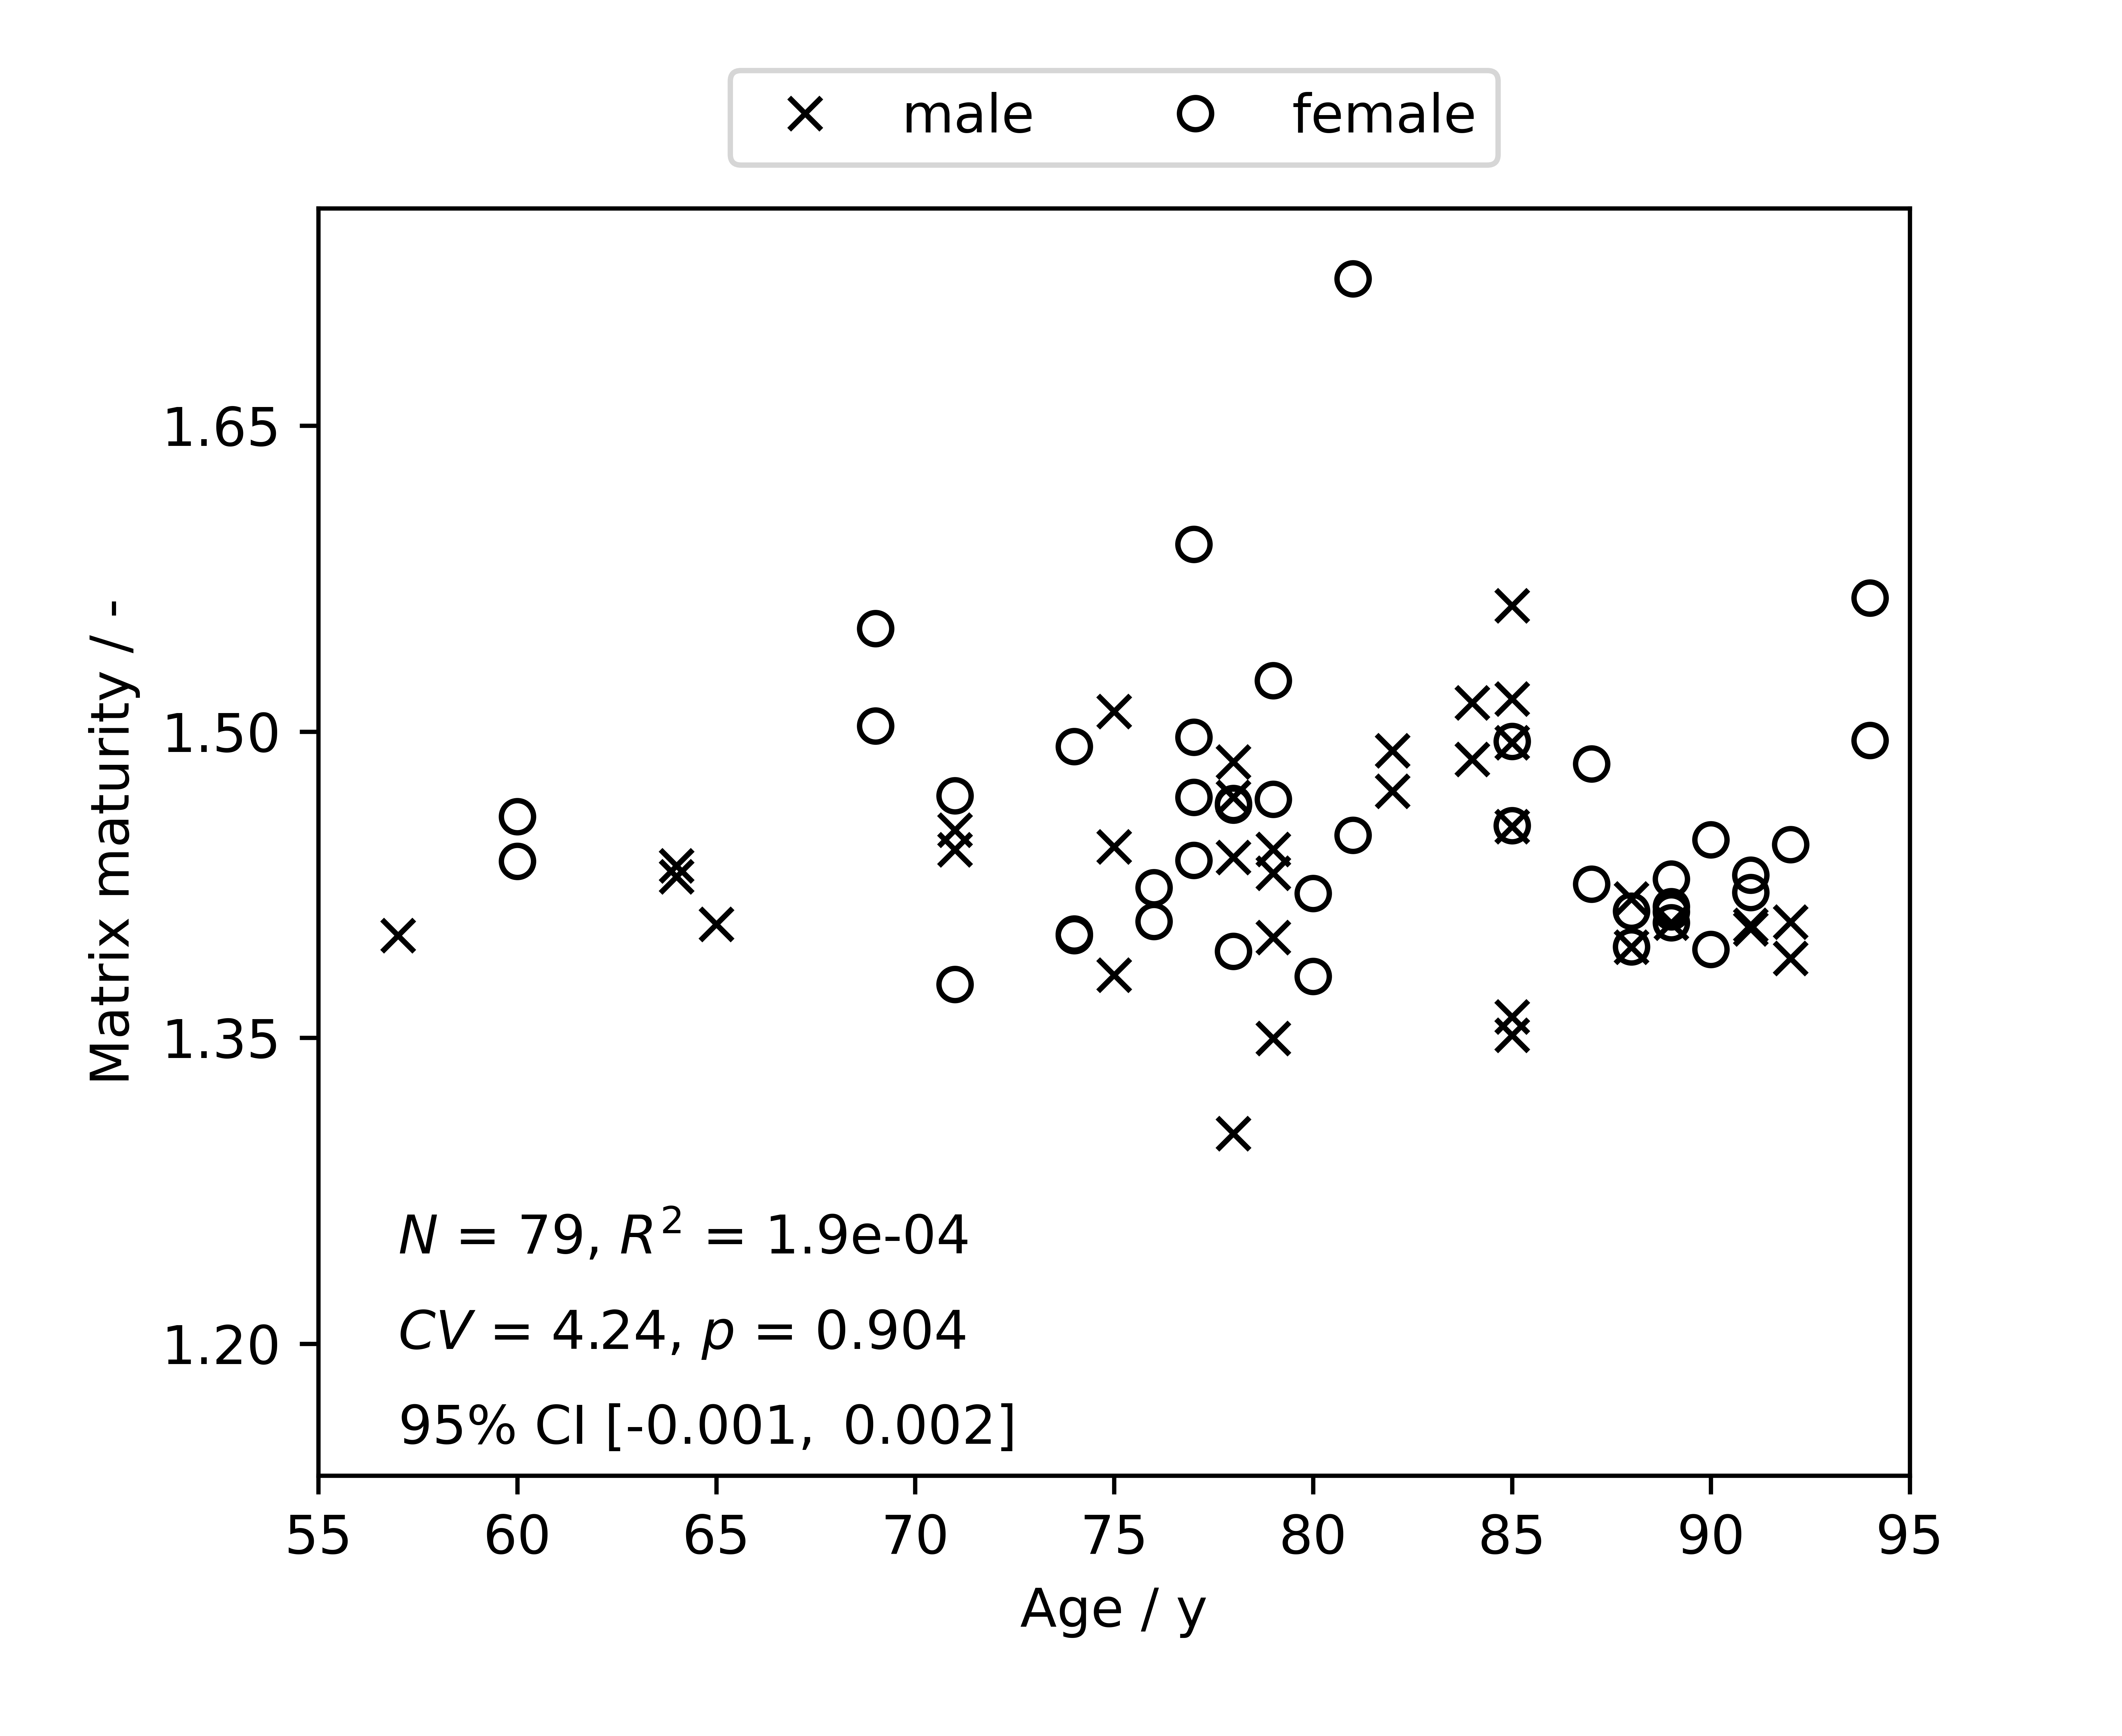 male female
Matrix maturity / -
1.65
1.50
1.35
1.20
N = 79, R² = 1.9e-04
CV = 4.24, p = 0.904
95% CI [-0.001, 0.002]
55 60 65 70 75 80 85 90 95
Age / y